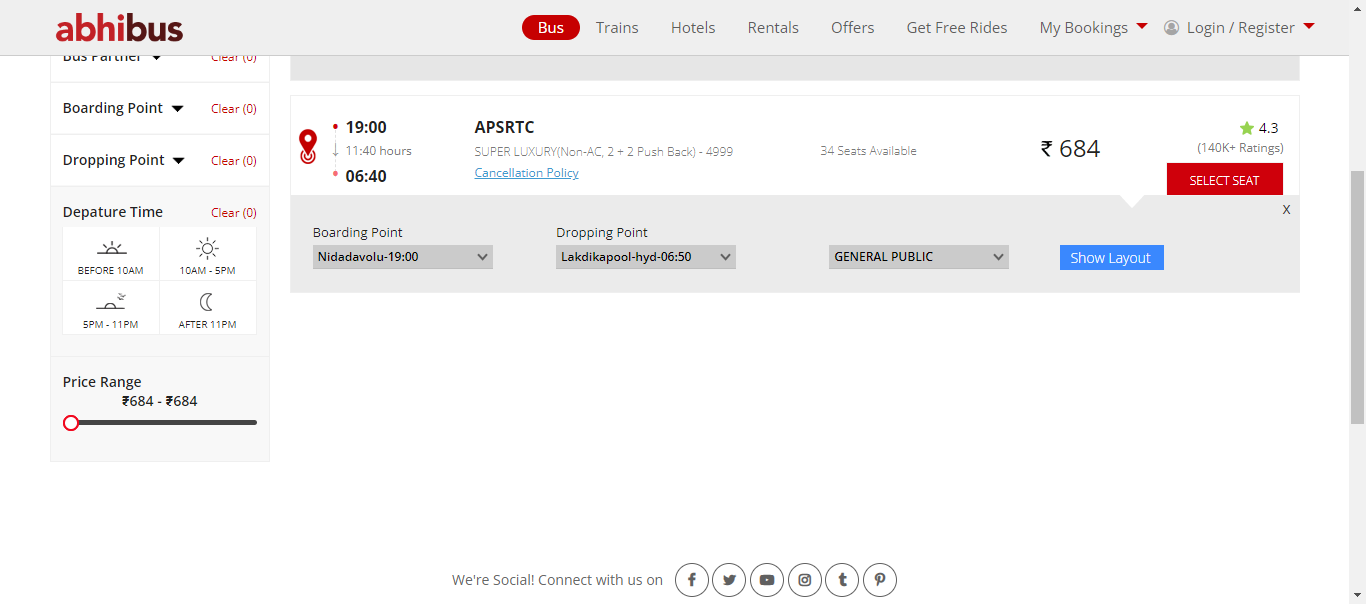 abhibus
Bus Trains Hotels Rentals Offers Get Free Rides My Bookings Login / Register
Bus Partner Clear (0)
Boarding Point Clear (0)
Dropping Point Clear (0)
Depature Time Clear (0)
BEFORE 10AM 10AM - 5PM
5PM - 11PM AFTER 11PM
Price Range
₹684 - ₹684
19:00
11:40 hours
06:40
APSRTC
SUPER LUXURY(Non-AC, 2 + 2 Push Back) - 4999
Cancellation Policy
34 Seats Available
₹ 684
4.3
(140K+ Ratings)
SELECT SEAT
X
Boarding Point
Nidadavolu-19:00
Dropping Point
Lakdikapool-hyd-06:50
GENERAL PUBLIC
Show Layout
We're Social! Connect with us on